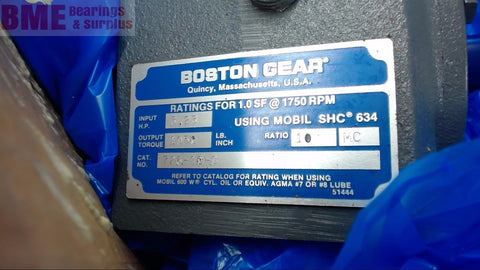 BME Bearings & Surplus
BOSTON GEAR®
Quincy, Massachusetts, U.S.A.
RATINGS FOR 1.0 SF @ 1750 RPM
INPUT H.P. USING MOBIL SHC® 634
OUTPUT TORQUE LB. INCH RATIO
CAT. NO.
REFER TO CATALOG FOR RATING WHEN USING
MOBIL 600 W® CYL. OIL OR EQUIV. AGMA #7 OR #8 LUBE
51444